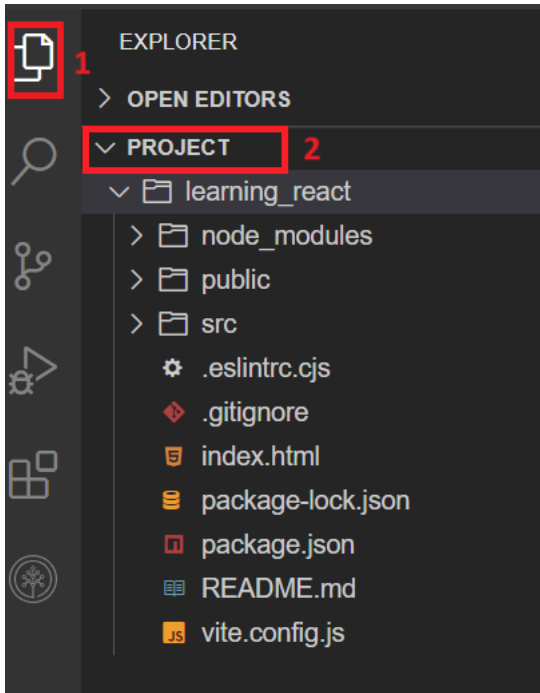 1
EXPLORER
OPEN EDITORS
PROJECT 2
learning_react
node_modules
public
src
.eslintrc.cjs
.gitignore
index.html
package-lock.json
package.json
README.md
JS vite.config.js